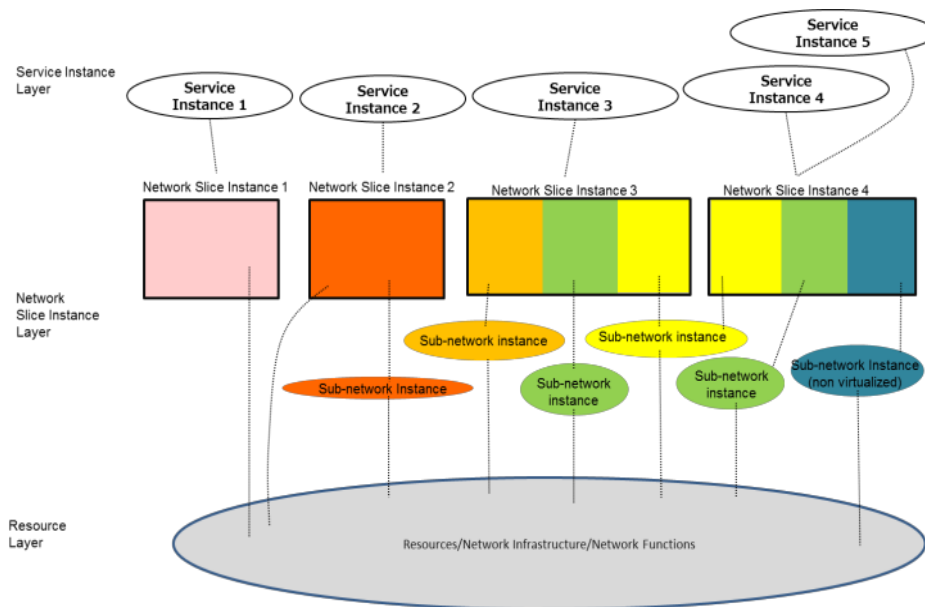 Service
Instance 5
Service Instance
Layer
Service
Instance 1
Service
Instance 2
Service
Instance 3
Service
Instance 4
Network Slice Instance 1
Network Slice Instance 2
Network Slice Instance 3
Network Slice Instance 4
Network
Slice Instance
Layer
Sub-network instance
Sub-network instance
Sub-network Instance
Sub-network
instance
Sub-network
instance
Sub-network Instance
(non virtualized)
Resource
Layer
Resources/Network Infrastructure/Network Functions